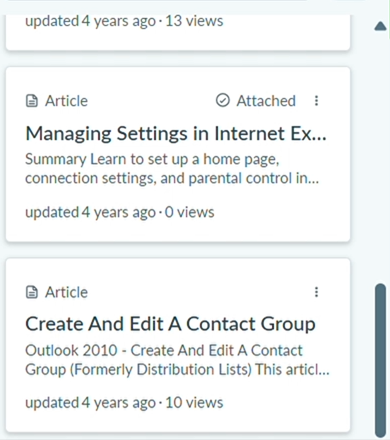 updated 4 years ago · 13 views
Article
Attached
Managing Settings in Internet Ex...
Summary Learn to set up a home page,
connection settings, and parental control in...
updated 4 years ago · 0 views
Article
Create And Edit A Contact Group
Outlook 2010 - Create And Edit A Contact
Group (Formerly Distribution Lists) This articl...
updated 4 years ago · 10 views